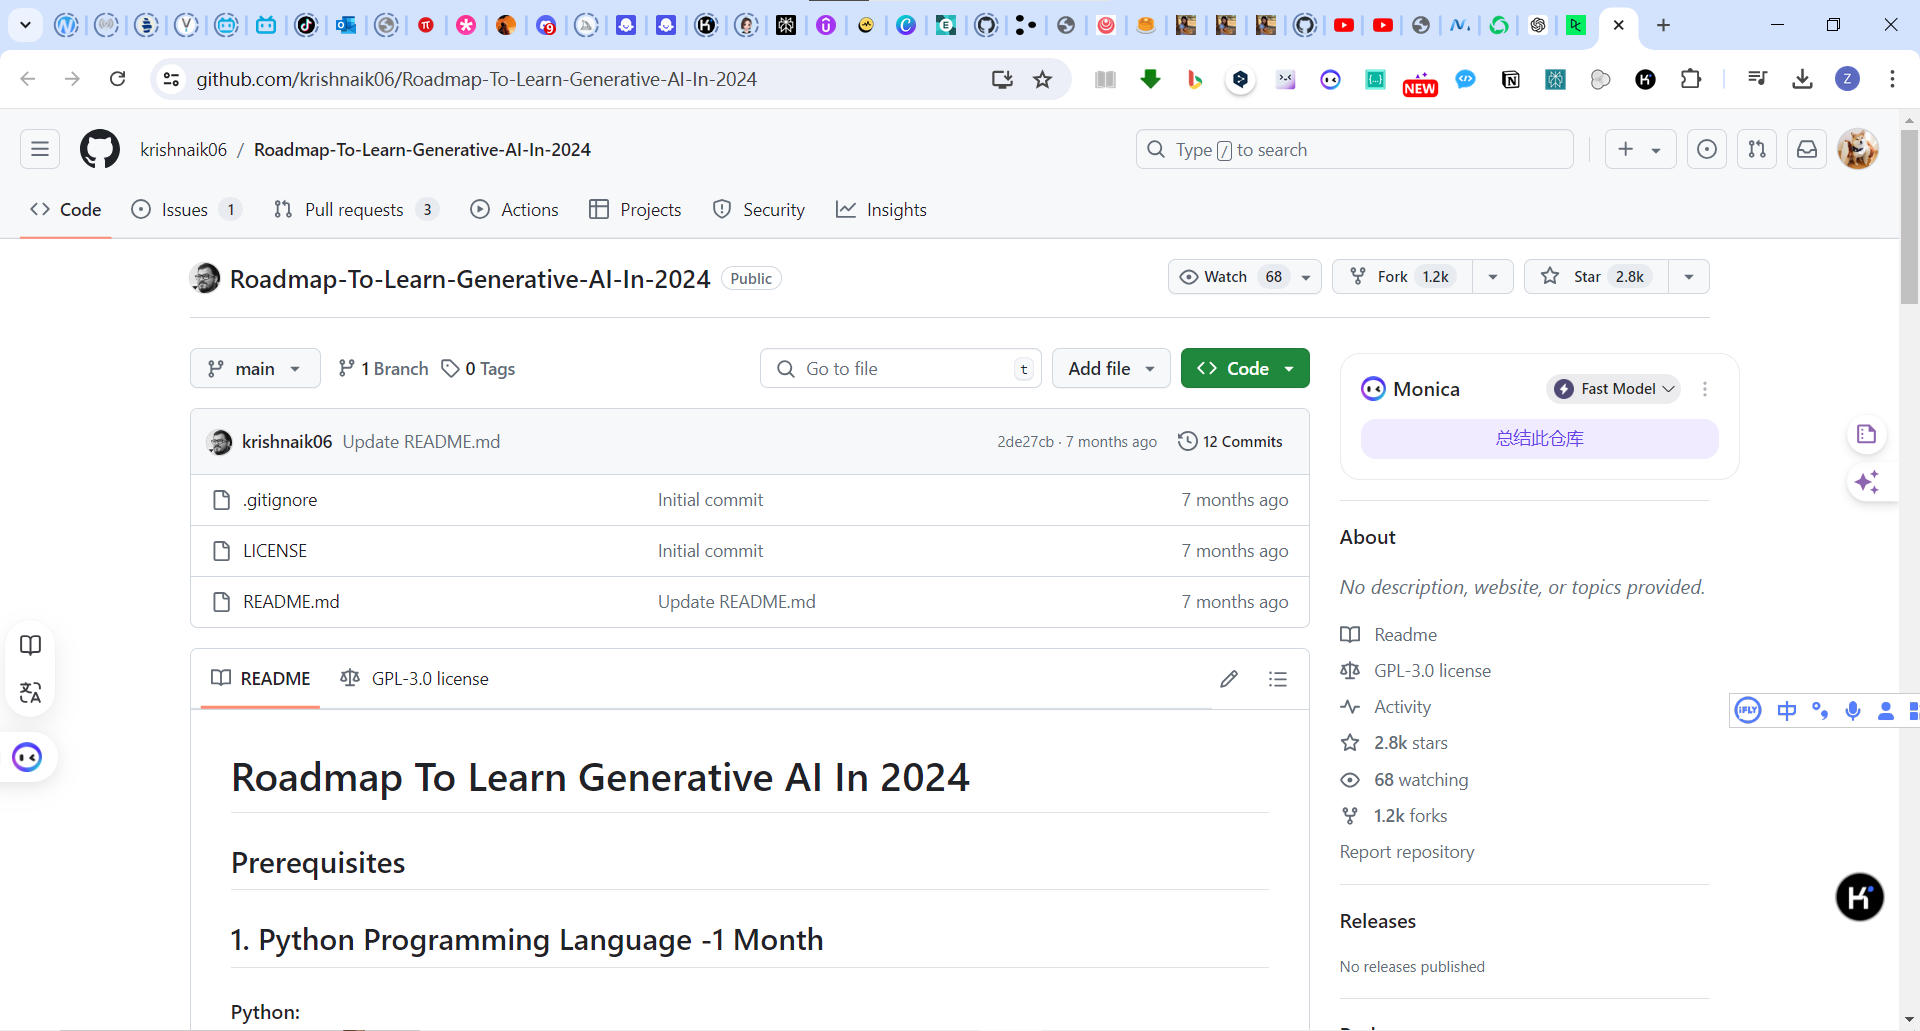 github.com/krishnaik06/Roadmap-To-Learn-Generative-AI-In-2024
NEW
Z
krishnaik06 / Roadmap-To-Learn-Generative-AI-In-2024
Type / to search
Code
Issues 1
Pull requests 3
Actions
Projects
Security
Insights
Roadmap-To-Learn-Generative-AI-In-2024 Public
Watch 68
Fork 1.2k
Star 2.8k
main
1 Branch
0 Tags
Go to file t
Add file
Code
krishnaik06 Update README.md
2de27cb · 7 months ago
12 Commits
.gitignore Initial commit 7 months ago
LICENSE Initial commit 7 months ago
README.md Update README.md 7 months ago
README
GPL-3.0 license
Roadmap To Learn Generative AI In 2024
Prerequisites
1. Python Programming Language -1 Month
Python:
Monica
Fast Model
总结此仓库
About
No description, website, or topics provided.
Readme
GPL-3.0 license
Activity
2.8k stars
68 watching
1.2k forks
Report repository
Releases
No releases published
iFLY 中